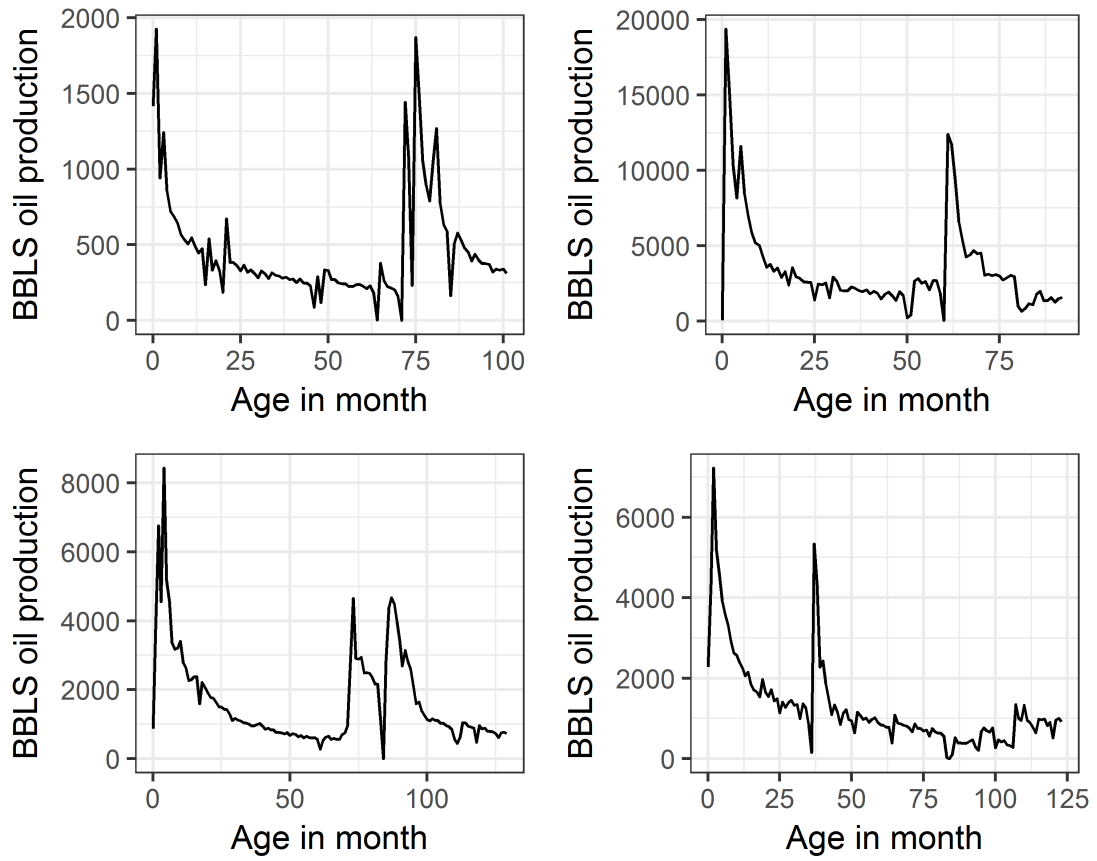 BBLS oil production
2000
1500
1000
500
0
0 25 50 75 100
Age in month
BBLS oil production
20000
15000
10000
5000
0
0 25 50 75
Age in month
BBLS oil production
8000
6000
4000
2000
0
0 50 100
Age in month
BBLS oil production
6000
4000
2000
0
0 25 50 75 100 125
Age in month